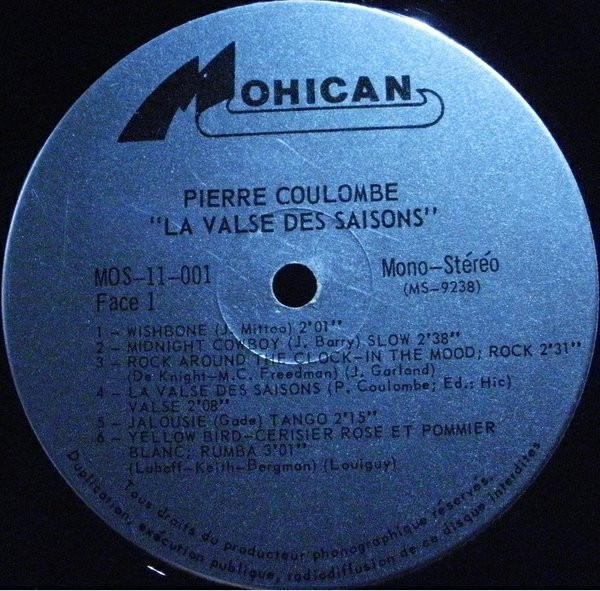 MOHICAN
PIERRE COULOMBE
"LA VALSE DES SAISONS"
MOS-11-001
Face 1
Mono-Stéréo
(MS-9238)
1 - WISHBONE (J. Mittoo) 2'01"
2 - MIDNIGHT COWBOY (J. Barry) SLOW 2'38"
3 - ROCK AROUND THE CLOCK-IN THE MOOD; ROCK 2'31"
(De Knight-M.C. Freedman) (J. Garland)
4 - LA VALSE DES SAISONS (P. Coulombe; Ed.: Hic)
VALSE 2'08"
5 - JALOUSIE (Gade) TANGO 2'15"
6 - YELLOW BIRD-CERISIER ROSE ET POMMIER
BLANC; RUMBA 3'01"
(Luboff-Keith-Bergman) (Louiguy)
Tous droits du producteur phonographique réservés.
Duplication, exécution publique, radiodiffusion de ce disque interdites